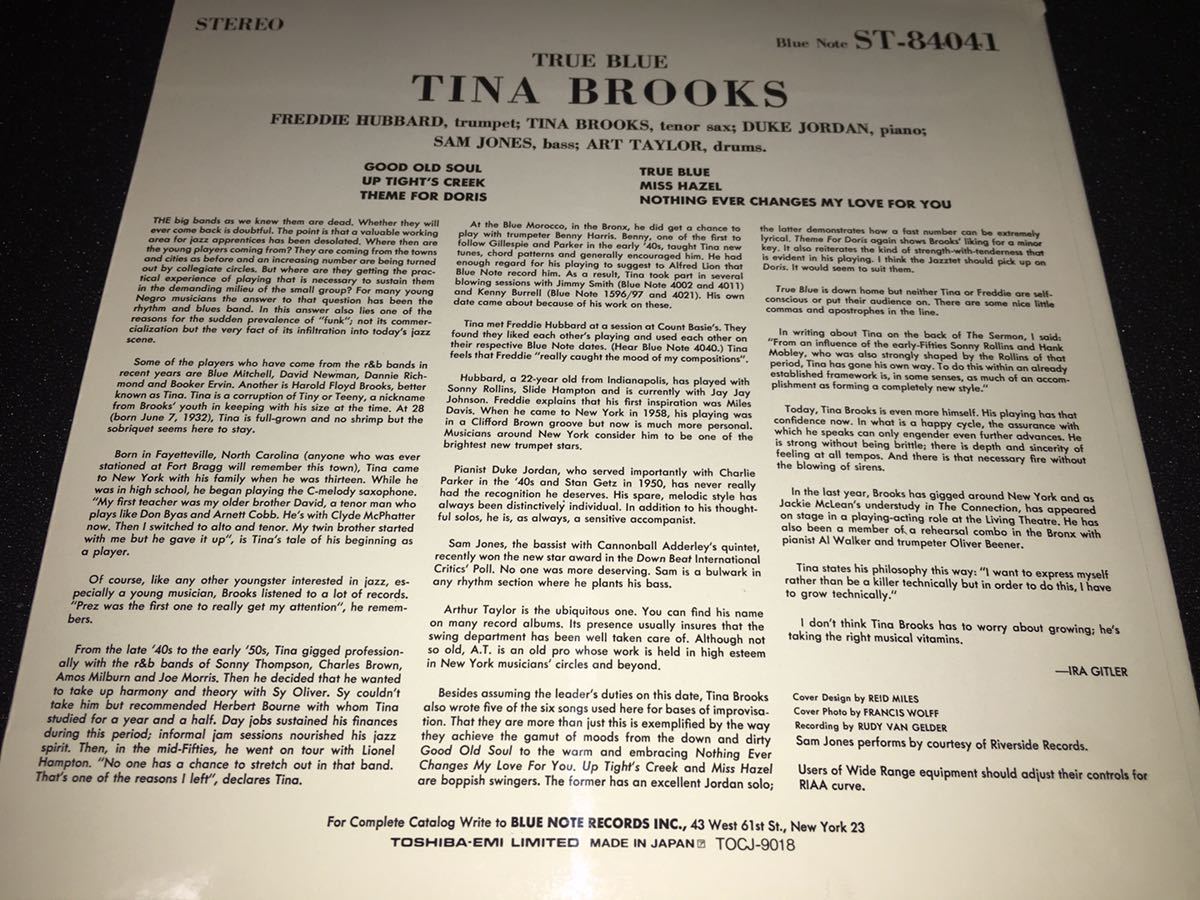 STEREO
Blue Note ST-84041
TRUE BLUE
TINA BROOKS
FREDDIE HUBBARD, trumpet; TINA BROOKS, tenor sax; DUKE JORDAN, piano;
SAM JONES, bass; ART TAYLOR, drums.
GOOD OLD SOUL
UP TIGHT'S CREEK
THEME FOR DORIS
TRUE BLUE
MISS HAZEL
NOTHING EVER CHANGES MY LOVE FOR YOU
THE big bands as we knew them are dead. Whether they will
ever come back is doubtful. The point is that a valuable working
area for jazz apprentices has been desolated. Where then are
the young players coming from? They are coming from the towns
and cities as before and an increasing number are being turned
out by collegiate circles. But where are they getting the prac-
tical experience of playing that is necessary to sustain them
in the demanding milieu of the small group? For many young
Negro musicians the answer to that question has been the
rhythm and blues band. In this answer also lies one of the
reasons for the sudden prevalence of "funk"; not its commer-
cialization but the very fact of its infiltration into today's jazz
scene.
Some of the players who have come from the r&b bands in
recent years are Blue Mitchell, David Newman, Dannie Rich-
mond and Booker Ervin. Another is Harold Floyd Brooks, better
known as Tina. Tina is a corruption of Tiny or Teeny, a nickname
from Brooks' youth in keeping with his size at the time. At 28
(born June 7, 1932), Tina is full-grown and no shrimp but the
sobriquet seems here to stay.
Born in Fayetteville, North Carolina (anyone who was ever
stationed at Fort Bragg will remember this town), Tina came
to New York with his family when he was thirteen. While he
was in high school, he began playing the C-melody saxophone.
"My first teacher was my older brother David, a tenor man who
plays like Don Byas and Arnett Cobb. He's with Clyde McPhatter
now. Then I switched to alto and tenor. My twin brother started
with me but he gave it up", is Tina's tale of his beginning as
a player.
Of course, like any other youngster interested in jazz, es-
pecially a young musician, Brooks listened to a lot of records.
"Prez was the first one to really get my attention", he remem-
bers.
From the late '40s to the early '50s, Tina gigged profession-
ally with the r&b bands of Sonny Thompson, Charles Brown,
Amos Milburn and Joe Morris. Then he decided that he wanted
to take up harmony and theory with Sy Oliver. Sy couldn't
take him but recommended Herbert Bourne with whom Tina
studied for a year and a half. Day jobs sustained his finances
during this period; informal jam sessions nourished his jazz
spirit. Then, in the mid-Fifties, he went on tour with Lionel
Hampton. "No one has a chance to stretch out in that band.
That's one of the reasons I left", declares Tina.
At the Blue Morocco, in the Bronx, he did get a chance to
play with trumpeter Benny Harris. Benny, one of the first to
follow Gillespie and Parker in the early '40s, taught Tina new
tunes, chord patterns and generally encouraged him. He had
enough regard for his playing to suggest to Alfred Lion that
Blue Note record him. As a result, Tina took part in several
blowing sessions with Jimmy Smith (Blue Note 4002 and 4011)
and Kenny Burrell (Blue Note 1596/97 and 4021). His own
date came about because of his work on these.
Tina met Freddie Hubbard at a session at Count Basie's. They
found they liked each other's playing and used each other on
their respective Blue Note dates. (Hear Blue Note 4040.) Tina
feels that Freddie "really caught the mood of my compositions".
Hubbard, a 22-year old from Indianapolis, has played with
Sonny Rollins, Slide Hampton and is currently with Jay Jay
Johnson. Freddie explains that his first inspiration was Miles
Davis. When he came to New York in 1958, his playing was
in a Clifford Brown groove but now is much more personal.
Musicians around New York consider him to be one of the
brightest new trumpet stars.
Pianist Duke Jordan, who served importantly with Charlie
Parker in the '40s and Stan Getz in 1950, has never really
had the recognition he deserves. His spare, melodic style has
always been distinctively individual. In addition to his thought-
ful solos, he is, as always, a sensitive accompanist.
Sam Jones, the bassist with Cannonball Adderley's quintet,
recently won the new star award in the Down Beat International
Critics' Poll. No one was more deserving. Sam is a bulwark in
any rhythm section where he plants his bass.
Arthur Taylor is the ubiquitous one. You can find his name
on many record albums. Its presence usually insures that the
swing department has been well taken care of. Although not
so old, A.T. is an old pro whose work is held in high esteem
in New York musicians' circles and beyond.
Besides assuming the leader's duties on this date, Tina Brooks
also wrote five of the six songs used here for bases of improvisa-
tion. That they are more than just this is exemplified by the way
they achieve the gamut of moods from the down and dirty
Good Old Soul to the warm and embracing Nothing Ever
Changes My Love For You. Up Tight's Creek and Miss Hazel
are boppish swingers. The former has an excellent Jordan solo;
the latter demonstrates how a fast number can be extremely
lyrical. Theme For Doris again shows Brooks' liking for a minor
key. It also reiterates the kind of strength-with-tenderness that
is evident in his playing. I think the Jazztet should pick up on
Doris. It would seem to suit them.
True Blue is down home but neither Tina or Freddie are self-
conscious or put their audience on. There are some nice little
commas and apostrophes in the line.
In writing about Tina on the back of The Sermon, I said:
"From an influence of the early-Fifties Sonny Rollins and Hank
Mobley, who was also strongly shaped by the Rollins of that
period, Tina has gone his own way. To do this within an already
established framework is, in some senses, as much of an accom-
plishment as forming a completely new style."
Today, Tina Brooks is even more himself. His playing has that
confidence now. In what is a happy cycle, the assurance with
which he speaks can only engender even further advances. He
is strong without being brittle; there is depth and sincerity of
feeling at all tempos. And there is that necessary fire without
the blowing of sirens.
In the last year, Brooks has gigged around New York and as
Jackie McLean's understudy in The Connection, has appeared
on stage in a playing-acting role at the Living Theatre. He has
also been a member of a rehearsal combo in the Bronx with
pianist Al Walker and trumpeter Oliver Beener.
Tina states his philosophy this way: "I want to express myself
rather than be a killer technically but in order to do this, I have
to grow technically."
I don't think Tina Brooks has to worry about growing; he's
taking the right musical vitamins.
—IRA GITLER
Cover Design by REID MILES
Cover Photo by FRANCIS WOLFF
Recording by RUDY VAN GELDER
Sam Jones performs by courtesy of Riverside Records.
Users of Wide Range equipment should adjust their controls for
RIAA curve.
For Complete Catalog Write to BLUE NOTE RECORDS INC., 43 West 61st St., New York 23
TOSHIBA-EMI LIMITED MADE IN JAPAN TOCJ-9018